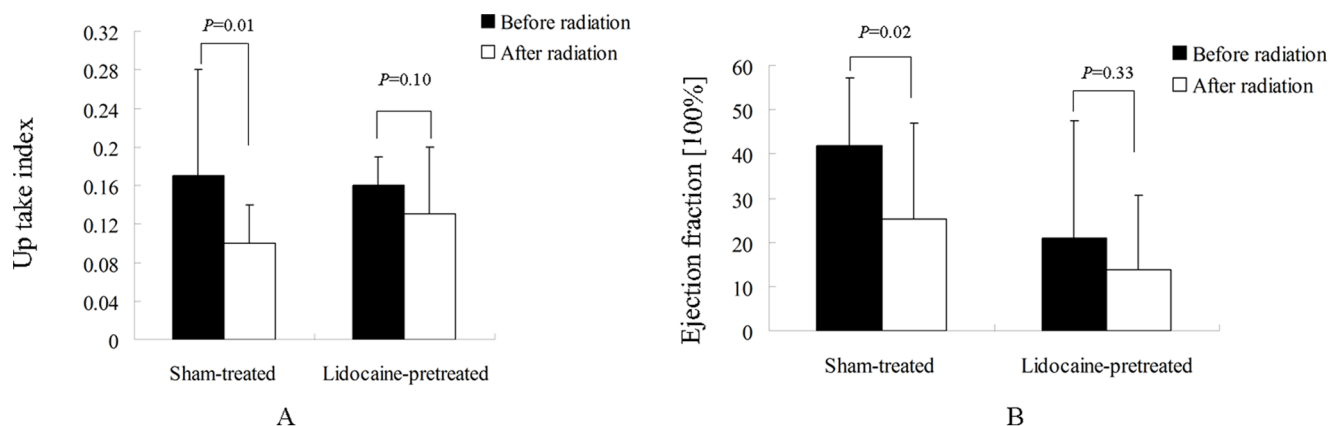 Before radiation
After radiation
P=0.01
P=0.10
0.32
0.28
0.24
0.2
0.16
0.12
0.08
0.04
0
Up take index
Sham-treated
Lidocaine-pretreated
A
Before radiation
After radiation
P=0.02
P=0.33
60
50
40
30
20
10
0
Ejection fraction [100%]
Sham-treated
Lidocaine-pretreated
B